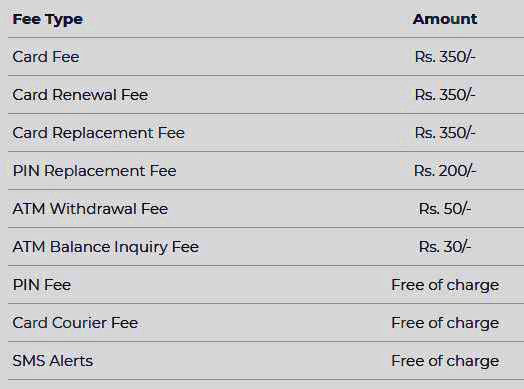 Fee Type Amount
Card Fee Rs. 350/-
Card Renewal Fee Rs. 350/-
Card Replacement Fee Rs. 350/-
PIN Replacement Fee Rs. 200/-
ATM Withdrawal Fee Rs. 50/-
ATM Balance Inquiry Fee Rs. 30/-
PIN Fee Free of charge
Card Courier Fee Free of charge
SMS Alerts Free of charge